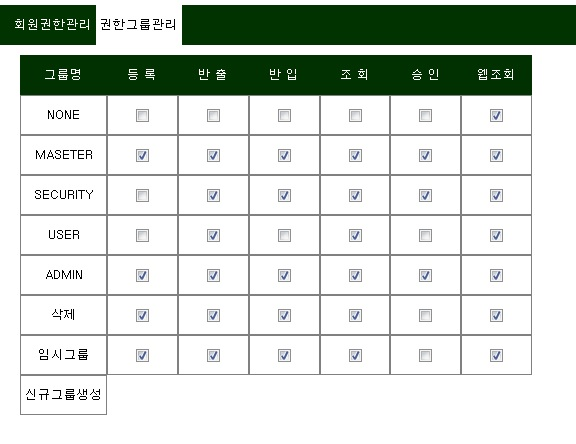 회원권한관리 권한그룹관리
그룹명 등 록 반 출 반 입 조 회 승 인 웹조회
NONE
MASETER
SECURITY
USER
ADMIN
삭제
임시그룹
신규그룹생성